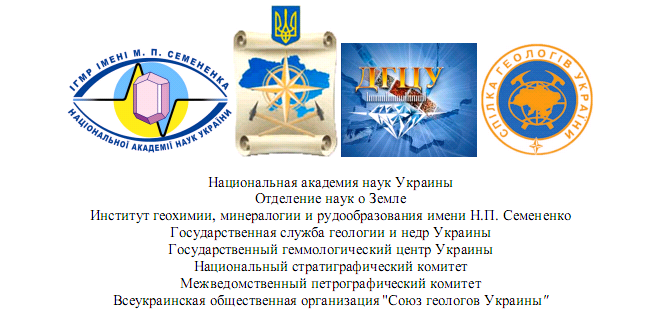 ІГМР ІМЕНІ М. П. СЕМЕНЕНКА
НАЦІОНАЛЬНОЇ АКАДЕМІЇ НАУК УКРАЇНИ
ДГЦУ
СПІЛКА ГЕОЛОГІВ УКРАЇНИ
Национальная академия наук Украины
Отделение наук о Земле
Институт геохимии, минералогии и рудообразования имени Н.П. Семененко
Государственная служба геологии и недр Украины
Государственный геммологический центр Украины
Национальный стратиграфический комитет
Межведомственный петрографический комитет
Всеукраинская общественная организация "Союз геологов Украины"